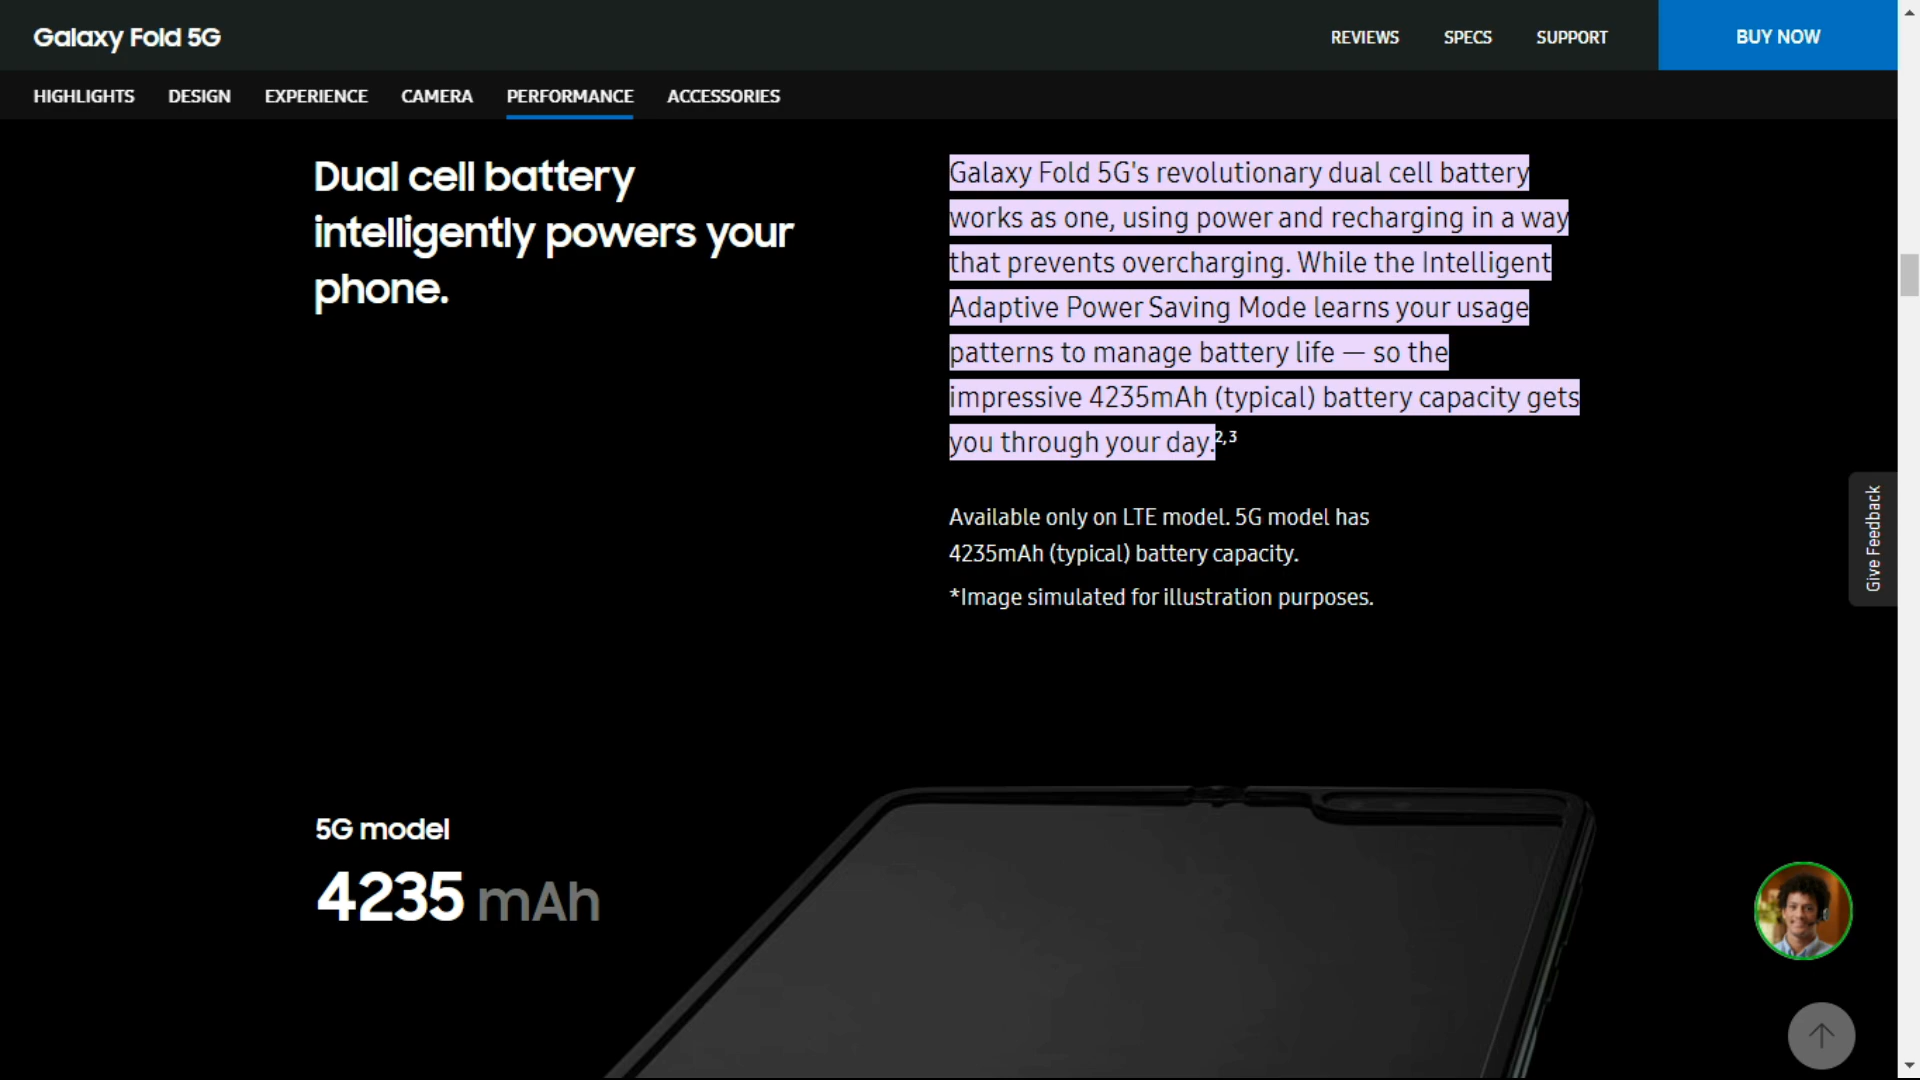 Galaxy Fold 5G
REVIEWS
SPECS
SUPPORT
BUY NOW
HIGHLIGHTS
DESIGN
EXPERIENCE
CAMERA
PERFORMANCE
ACCESSORIES
Dual cell battery
intelligently powers your
phone.
Galaxy Fold 5G's revolutionary dual cell battery
works as one, using power and recharging in a way
that prevents overcharging. While the Intelligent
Adaptive Power Saving Mode learns your usage
patterns to manage battery life — so the
impressive 4235mAh (typical) battery capacity gets
you through your day.2,3
Available only on LTE model. 5G model has
4235mAh (typical) battery capacity.
*Image simulated for illustration purposes.
Give Feedback
5G model
4235 mAh